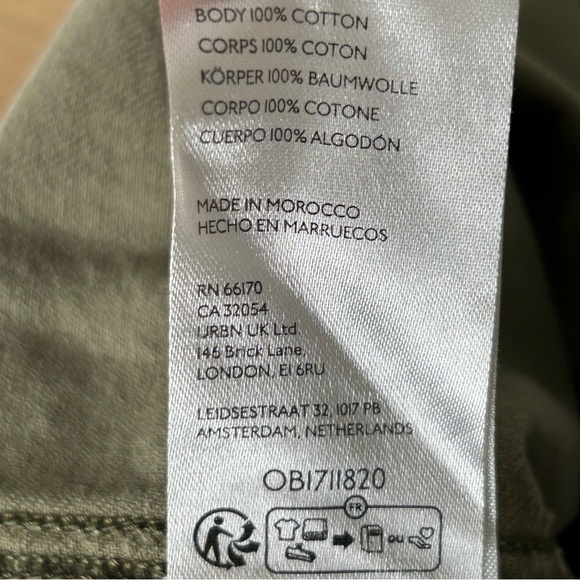 BODY 100% COTTON
CORPS 100% COTON
KÖRPER 100% BAUMWOLLE
CORPO 100% COTONE
CUERPO 100% ALGODÓN
MADE IN MOROCCO
HECHO EN MARRUECOS
RN 66170
CA 32054
URBN UK Ltd.
146 Brick Lane,
LONDON, E1 6RU
LEIDSESTRAAT 32, 1017 PB
AMSTERDAM, NETHERLANDS
OB1711820
FR
OU